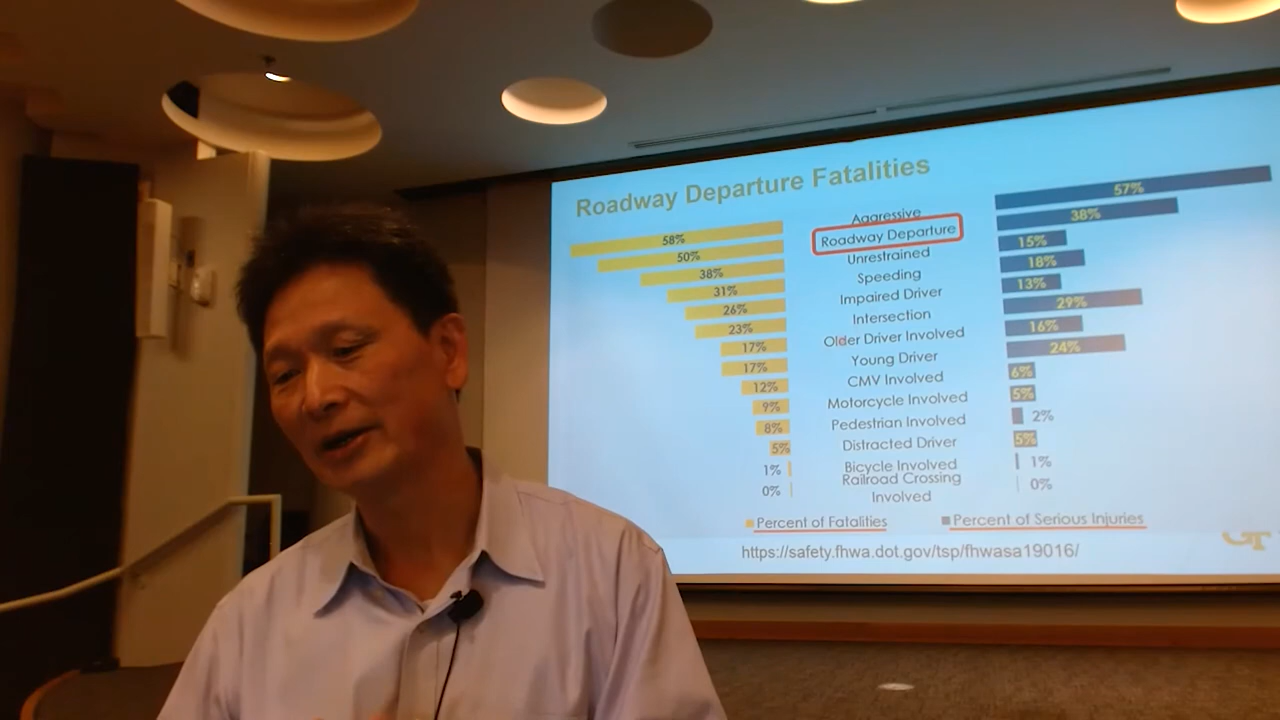 Roadway Departure Fatalities
58% Aggressive 57%
50% Roadway Departure 38%
38% Unrestrained 15%
31% Speeding 18%
26% Impaired Driver 13%
23% Intersection 29%
17% Older Driver Involved 16%
17% Young Driver 24%
12% CMV Involved 6%
9% Motorcycle Involved 5%
8% Pedestrian Involved 2%
5% Distracted Driver 5%
1% Bicycle Involved 1%
0% Railroad Crossing 0%
Involved
Percent of Fatalities Percent of Serious Injuries
https://safety.fhwa.dot.gov/tsp/fhwasa19016/
GT